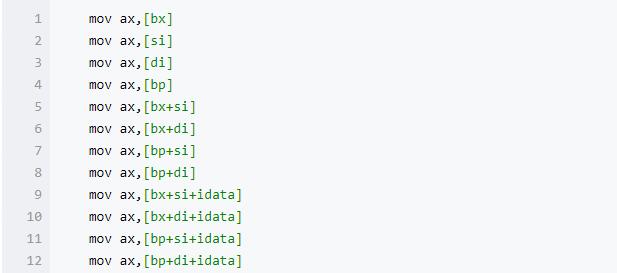 1 mov ax,[bx]
2 mov ax,[si]
3 mov ax,[di]
4 mov ax,[bp]
5 mov ax,[bx+si]
6 mov ax,[bx+di]
7 mov ax,[bp+si]
8 mov ax,[bp+di]
9 mov ax,[bx+si+idata]
10 mov ax,[bx+di+idata]
11 mov ax,[bp+si+idata]
12 mov ax,[bp+di+idata]